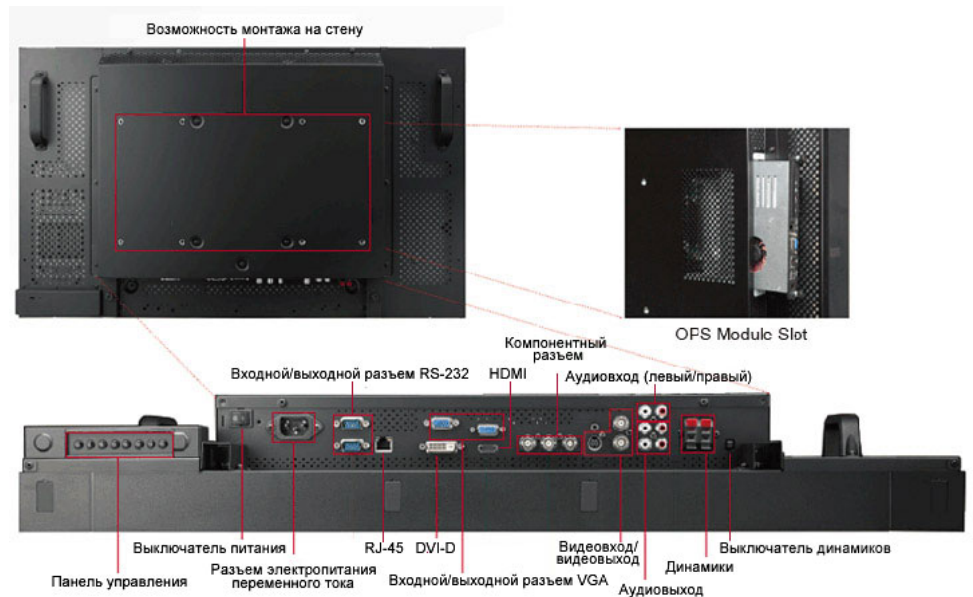 Возможность монтажа на стену
OPS Module Slot
Компонентный
разъем
Входной/выходной разъем RS-232
HDMI
Аудиовход (левый/правый)
Выключатель питания
RJ-45
DVI-D
Видеовход/
видеовыход
Выключатель динамиков
Панель управления
Разъем электропитания
переменного тока
Входной/выходной разъем VGA
Динамики
Аудиовыход